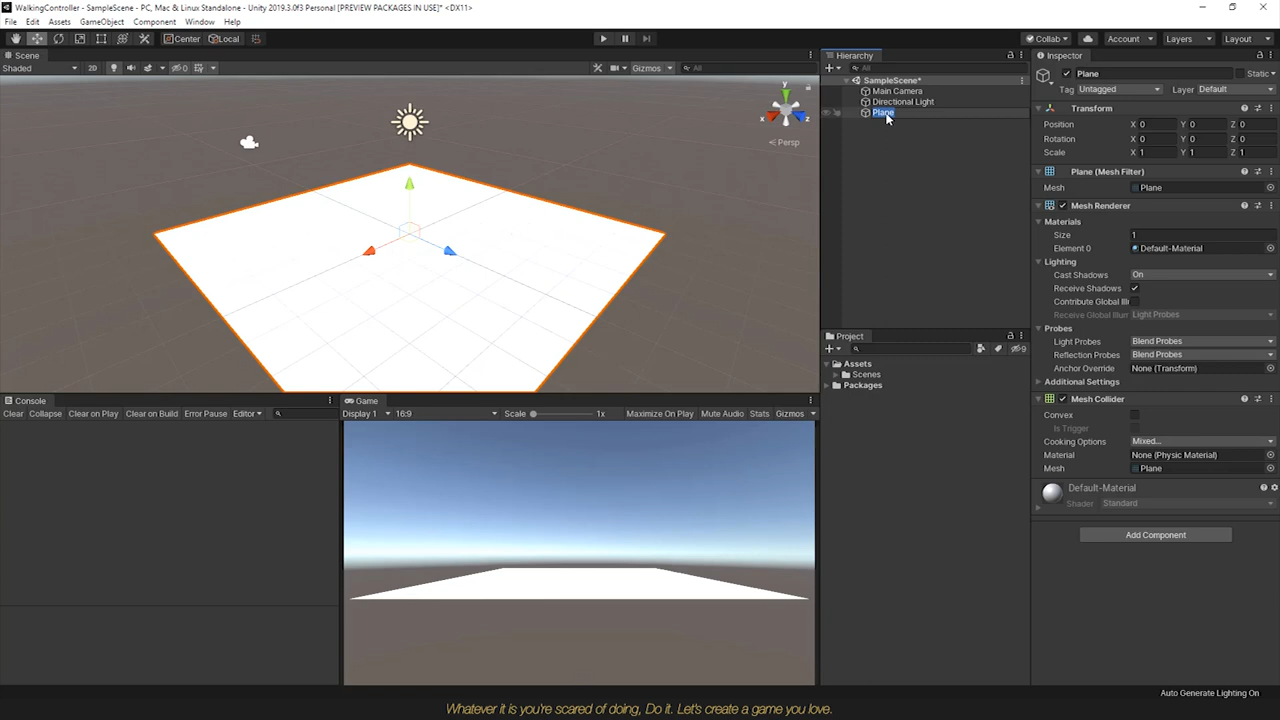 WalkingController - SampleScene - PC, Mac & Linux Standalone - Unity 2019.3.0f3 Personal [PREVIEW PACKAGES IN USE]* <DX11>
File Edit Assets GameObject Component Window Help
Center Local Collab Account Layers Layout
Scene
Shaded 2D 0 Gizmos All
y
x z
Persp
Hierarchy
All
SampleScene*
Main Camera
Directional Light
Plane
Project
9
Assets
Scenes
Packages
Inspector
Plane Static
Tag Untagged Layer Default
Transform
Position X 0 Y 0 Z 0
Rotation X 0 Y 0 Z 0
Scale X 1 Y 1 Z 1
Plane (Mesh Filter)
Mesh Plane
Mesh Renderer
Materials
Size 1
Element 0 Default-Material
Lighting
Cast Shadows On
Receive Shadows
Contribute Global Illu
Receive Global Illum Light Probes
Probes
Light Probes Blend Probes
Reflection Probes Blend Probes
Anchor Override None (Transform)
Additional Settings
Mesh Collider
Convex
Is Trigger
Cooking Options Mixed...
Material None (Physic Material)
Mesh Plane
Default-Material
Shader Standard
Add Component
Console
Clear Collapse Clear on Play Clear on Build Error Pause Editor
Game
Display 1 16:9 Scale 1x Maximize On Play Mute Audio Stats Gizmos
Auto Generate Lighting On
Whatever it is you're scared of doing, Do it. Let's create a game you love.